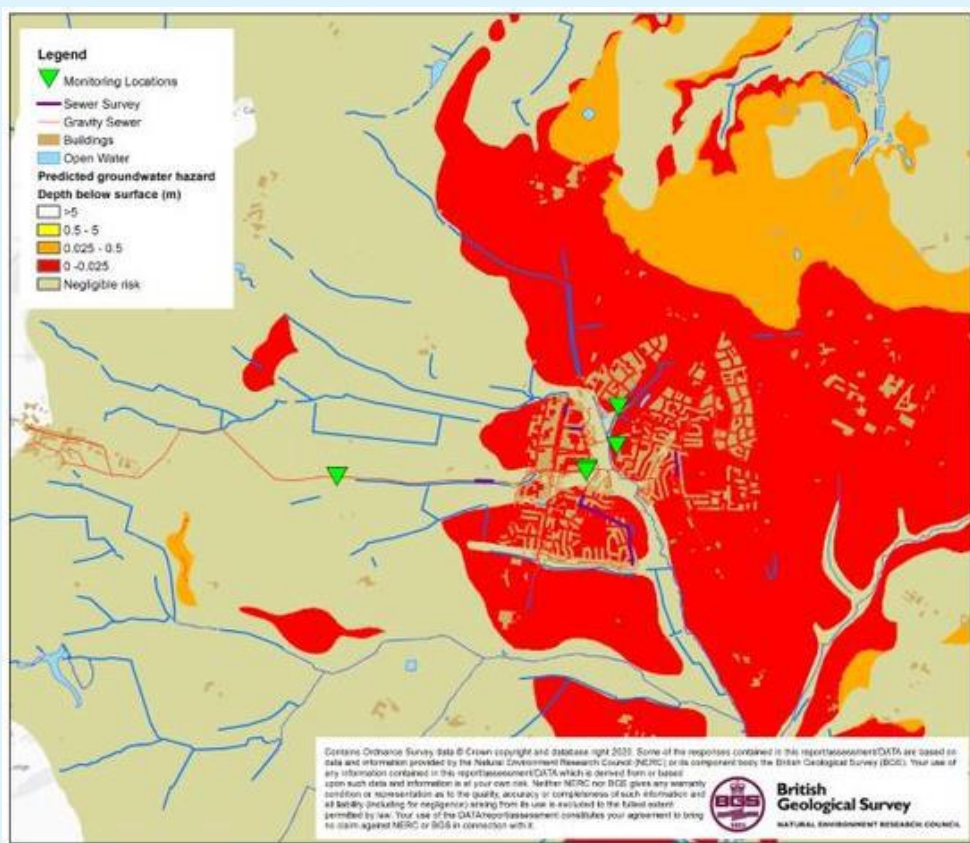 Legend
Monitoring Locations
Sewer Survey
Gravity Sewer
Buildings
Open Water
Predicted groundwater hazard
Depth below surface (m)
>5
0.5 - 5
0.025 - 0.5
0 -0.025
Negligible risk
Contains Ordnance Survey data © Crown copyright and database right 2020. Some of the responses contained in this report/assessment/DATA are based on
data and information provided by the Natural Environment Research Council (NERC) or its component body the British Geological Survey (BGS). Your use of
any information contained in this report/assessment/DATA which is derived from or based
upon such data and information is at your own risk. Neither NERC nor BGS gives any warranty
condition or representation as to the quality, accuracy or completeness of such information and
all liability (including for negligence) arising from its use is excluded to the fullest extent
permitted by law. Your use of the DATA/report/assessment constitutes your agreement to bring
no claim against NERC or BGS in connection with it.
BGS
British
Geological Survey
NATURAL ENVIRONMENT RESEARCH COUNCIL